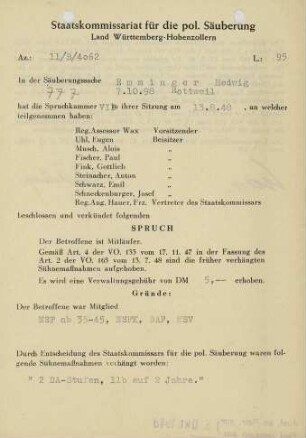 Staatskommissariat für die pol. Säuberung
Land Württemberg-Hohenzollern
Az.: 11/B/4062 L: 95
In der Säuberungssache Emminger Hedwig
7.10.98 Rottweil
hat die Spruchkammer VII in ihrer Sitzung am 13.8.48, an welcher
teilgenommen haben:
Reg.Assessor Wax Vorsitzender
Uhl, Eugen Beisitzer
Munch, Alois "
Fischer, Paul "
Fink, Gottlich "
Steinacher, Anton "
Schwarz, Emil "
Schneckenburger, Josef "
Reg.Ang. Hauer, Frz. Vertreter des Staatskommissars
beschlossen und verkündet folgenden
SPRUCH
Der Betroffene ist Mitläufer.
Gemäß Art. 4 der VO. 133 vom 17. 11. 47 in der Fassung des
Art. 2 der VO. 165 vom 13. 7. 48 sind die früher verhängten
Sühnemaßnahmen aufgehoben.
Es wird eine Verwaltungsgebühr von DM 5,-- erhoben.
Gründe:
Der Betroffene war Mitglied
NSF ab 35-45, DAF, NSV
Durch Entscheidung des Staatskommissars für die pol. Säuberung waren fol-
gende Sühnemaßnahmen verhängt worden:
" 2 DA-Stufen, 11b auf 2 Jahre."